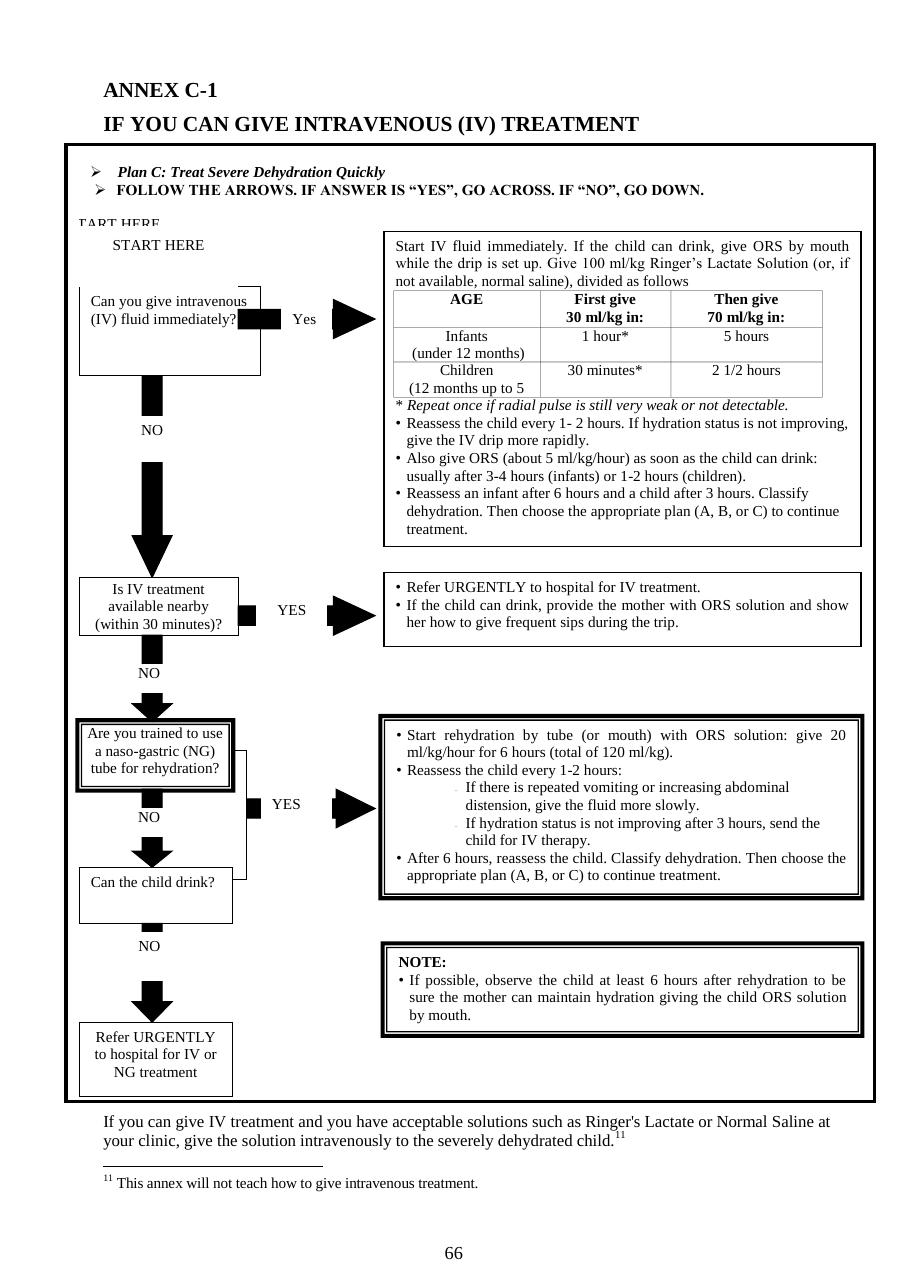 ANNEX C-1
IF YOU CAN GIVE INTRAVENOUS (IV) TREATMENT
➢ Plan C: Treat Severe Dehydration Quickly
➢ FOLLOW THE ARROWS. IF ANSWER IS “YES”, GO ACROSS. IF “NO”, GO DOWN.
TART HERE
START HERE
Can you give intravenous
(IV) fluid immediately?
Yes
Start IV fluid immediately. If the child can drink, give ORS by mouth
while the drip is set up. Give 100 ml/kg Ringer’s Lactate Solution (or, if
not available, normal saline), divided as follows
AGE First give Then give
30 ml/kg in: 70 ml/kg in:
Infants 1 hour* 5 hours
(under 12 months)
Children 30 minutes* 2 1/2 hours
(12 months up to 5
* Repeat once if radial pulse is still very weak or not detectable.
• Reassess the child every 1- 2 hours. If hydration status is not improving,
give the IV drip more rapidly.
• Also give ORS (about 5 ml/kg/hour) as soon as the child can drink:
usually after 3-4 hours (infants) or 1-2 hours (children).
• Reassess an infant after 6 hours and a child after 3 hours. Classify
dehydration. Then choose the appropriate plan (A, B, or C) to continue
treatment.
NO
Is IV treatment
available nearby
(within 30 minutes)?
YES
• Refer URGENTLY to hospital for IV treatment.
• If the child can drink, provide the mother with ORS solution and show
her how to give frequent sips during the trip.
NO
Are you trained to use
a naso-gastric (NG)
tube for rehydration?
YES
• Start rehydration by tube (or mouth) with ORS solution: give 20
ml/kg/hour for 6 hours (total of 120 ml/kg).
• Reassess the child every 1-2 hours:
- If there is repeated vomiting or increasing abdominal
distension, give the fluid more slowly.
- If hydration status is not improving after 3 hours, send the
child for IV therapy.
• After 6 hours, reassess the child. Classify dehydration. Then choose the
appropriate plan (A, B, or C) to continue treatment.
NO
Can the child drink?
NO
Refer URGENTLY
to hospital for IV or
NG treatment
NOTE:
• If possible, observe the child at least 6 hours after rehydration to be
sure the mother can maintain hydration giving the child ORS solution
by mouth.
If you can give IV treatment and you have acceptable solutions such as Ringer's Lactate or Normal Saline at
your clinic, give the solution intravenously to the severely dehydrated child.11
11 This annex will not teach how to give intravenous treatment.
66